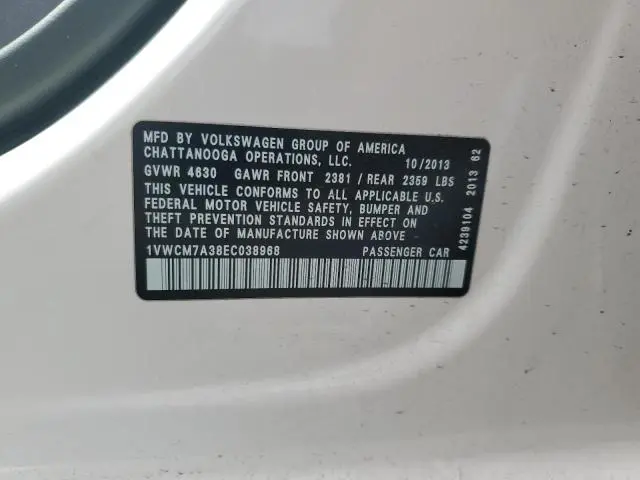 MFD BY VOLKSWAGEN GROUP OF AMERICA
CHATTANOOGA OPERATIONS, LLC. 10/2013
GVWR 4630 GAWR FRONT 2381 / REAR 2359 LBS
THIS VEHICLE CONFORMS TO ALL APPLICABLE U.S.
FEDERAL MOTOR VEHICLE SAFETY, BUMPER AND
THEFT PREVENTION STANDARDS IN EFFECT ON
THE DATE OF MANUFACTURE SHOWN ABOVE.
1VWCM7A38EC038968 PASSENGER CAR
4239104 2013 62